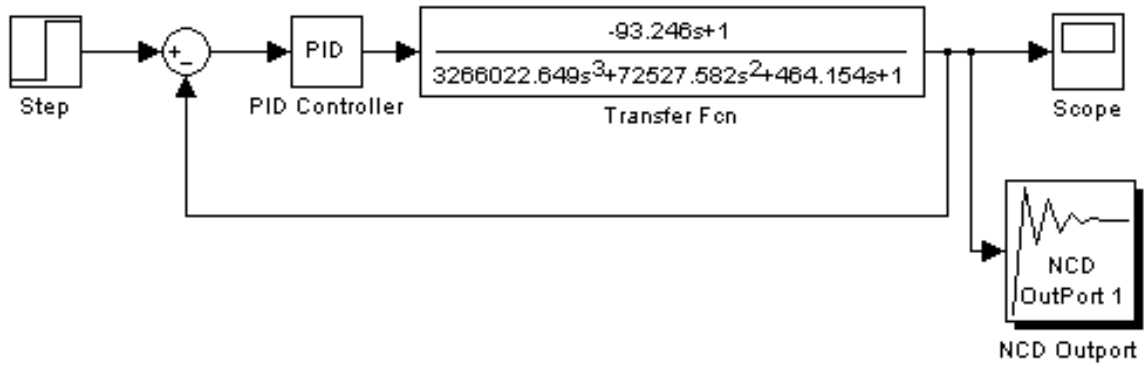 Step
+
−
PID
PID Controller
-93.246s+1
3266022.649s³+72527.582s²+464.154s+1
Transfer Fcn
Scope
NCD
OutPort 1
NCD Outport